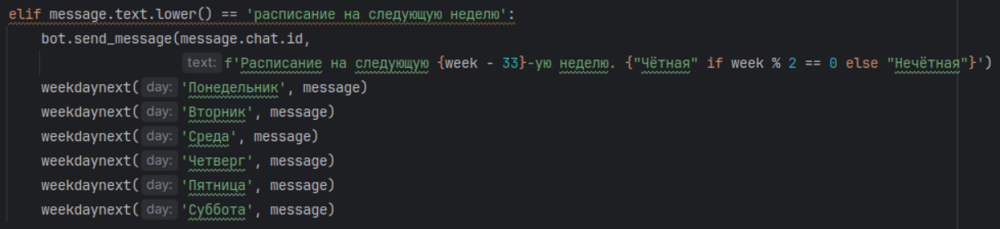 elif message.text.lower() == 'расписание на следующую неделю':
bot.send_message(message.chat.id,
text: f'Расписание на следующую {week - 33}-ую неделю. {"Чётная" if week % 2 == 0 else "Нечётная"}')
weekdaynext( day: 'Понедельник', message)
weekdaynext( day: 'Вторник', message)
weekdaynext( day: 'Среда', message)
weekdaynext( day: 'Четверг', message)
weekdaynext( day: 'Пятница', message)
weekdaynext( day: 'Суббота', message)